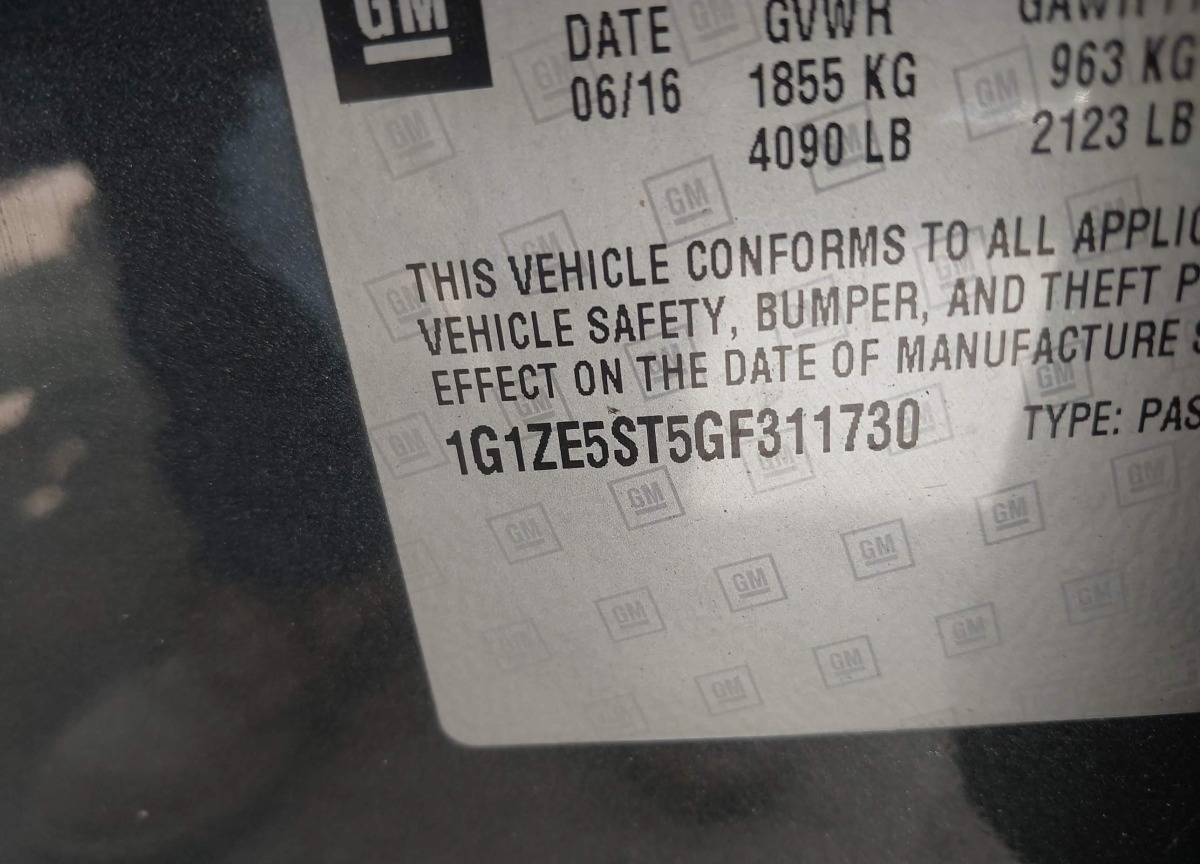 GM
DATE GVWR
06/16 1855 KG 963 KG
4090 LB 2123 LB
THIS VEHICLE CONFORMS TO ALL
VEHICLE SAFETY, BUMPER, AND THEFT
EFFECT ON THE DATE OF MANUFACTURE
1G1ZE5ST5GF311730 TYPE: